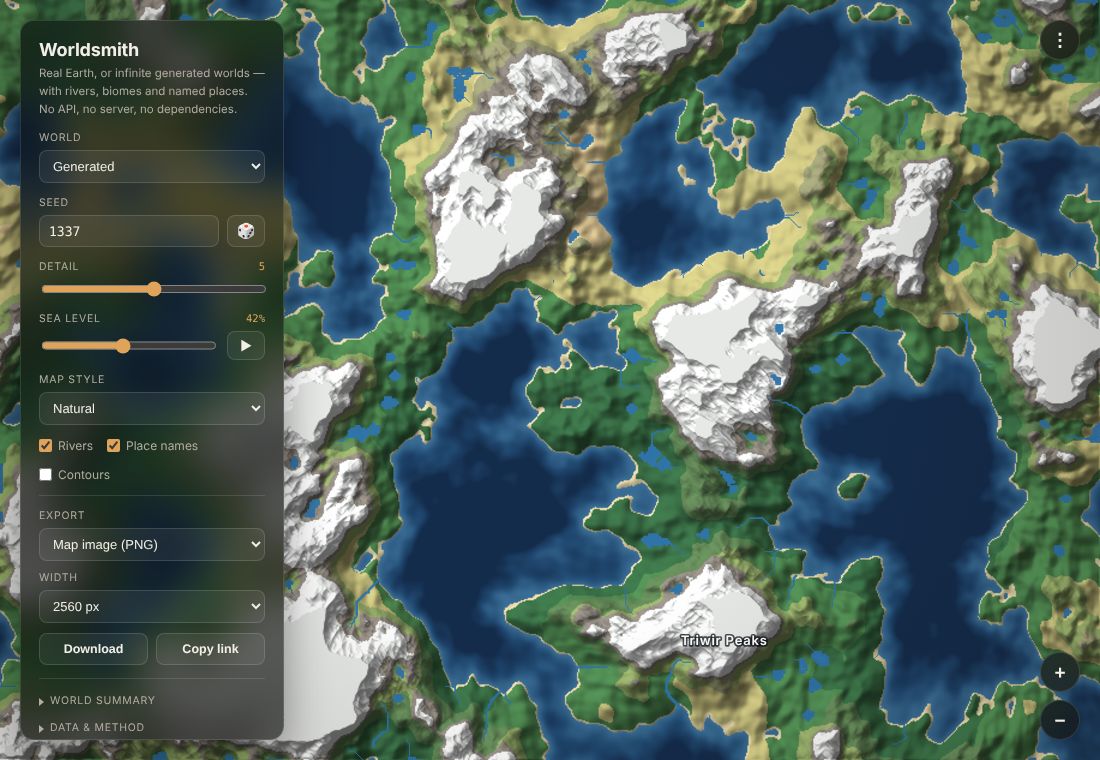 Worldsmith
Real Earth, or infinite generated worlds —
with rivers, biomes and named places.
No API, no server, no dependencies.
WORLD
Generated
SEED
1337
DETAIL 5
SEA LEVEL 42%
MAP STYLE
Natural
Rivers Place names
Contours
EXPORT
Map image (PNG)
WIDTH
2560 px
Download Copy link
WORLD SUMMARY
DATA & METHOD
Triwir Peaks
+
−